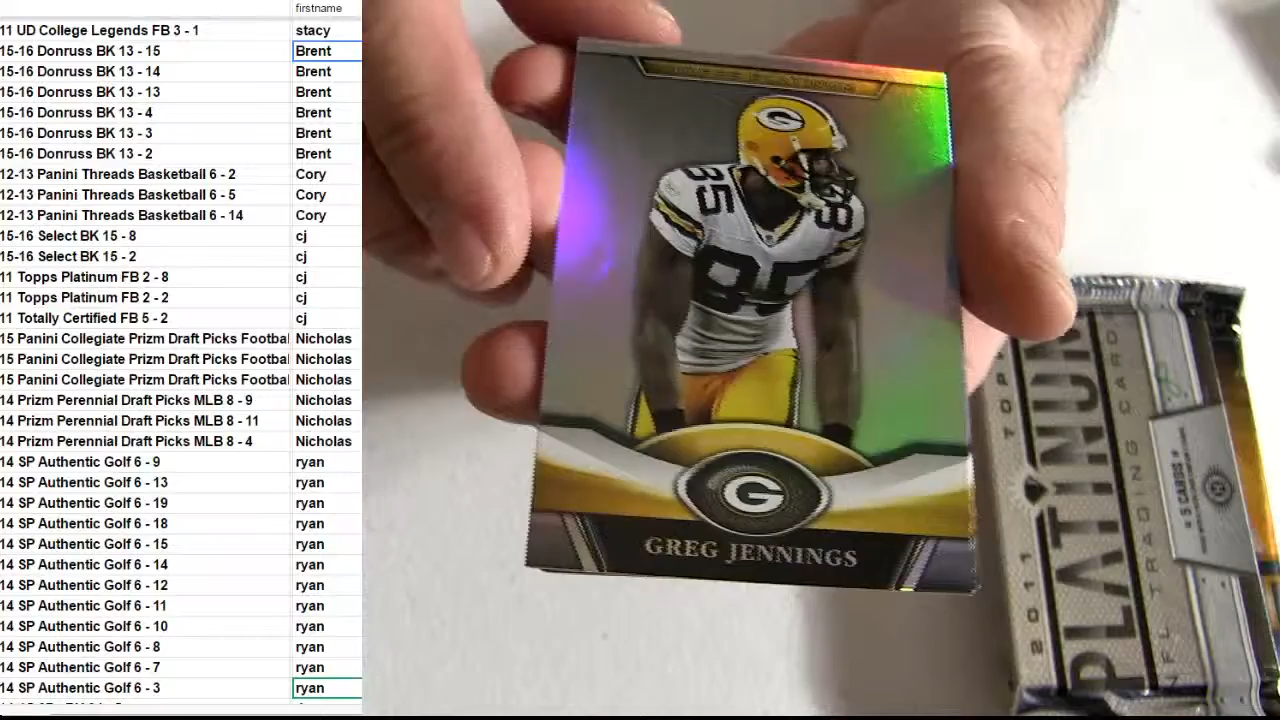 firstname
11 UD College Legends FB 3 - 1 stacy
15-16 Donruss BK 13 - 15 Brent
15-16 Donruss BK 13 - 14 Brent
15-16 Donruss BK 13 - 13 Brent
15-16 Donruss BK 13 - 4 Brent
15-16 Donruss BK 13 - 3 Brent
15-16 Donruss BK 13 - 2 Brent
12-13 Panini Threads Basketball 6 - 2 Cory
12-13 Panini Threads Basketball 6 - 5 Cory
12-13 Panini Threads Basketball 6 - 14 Cory
15-16 Select BK 15 - 8 cj
15-16 Select BK 15 - 2 cj
11 Topps Platinum FB 2 - 8 cj
11 Topps Platinum FB 2 - 2 cj
11 Totally Certified FB 5 - 2 cj
15 Panini Collegiate Prizm Draft Picks Footbal Nicholas
15 Panini Collegiate Prizm Draft Picks Footbal Nicholas
15 Panini Collegiate Prizm Draft Picks Footbal Nicholas
14 Prizm Perennial Draft Picks MLB 8 - 9 Nicholas
14 Prizm Perennial Draft Picks MLB 8 - 11 Nicholas
14 Prizm Perennial Draft Picks MLB 8 - 4 Nicholas
14 SP Authentic Golf 6 - 9 ryan
14 SP Authentic Golf 6 - 13 ryan
14 SP Authentic Golf 6 - 19 ryan
14 SP Authentic Golf 6 - 18 ryan
14 SP Authentic Golf 6 - 15 ryan
14 SP Authentic Golf 6 - 14 ryan
14 SP Authentic Golf 6 - 12 ryan
14 SP Authentic Golf 6 - 11 ryan
14 SP Authentic Golf 6 - 10 ryan
14 SP Authentic Golf 6 - 8 ryan
14 SP Authentic Golf 6 - 7 ryan
14 SP Authentic Golf 6 - 3 ryan
G
85
85
G
GREG JENNINGS
2011
PLATINUM
NFL TRADING CARD
5 CARDS